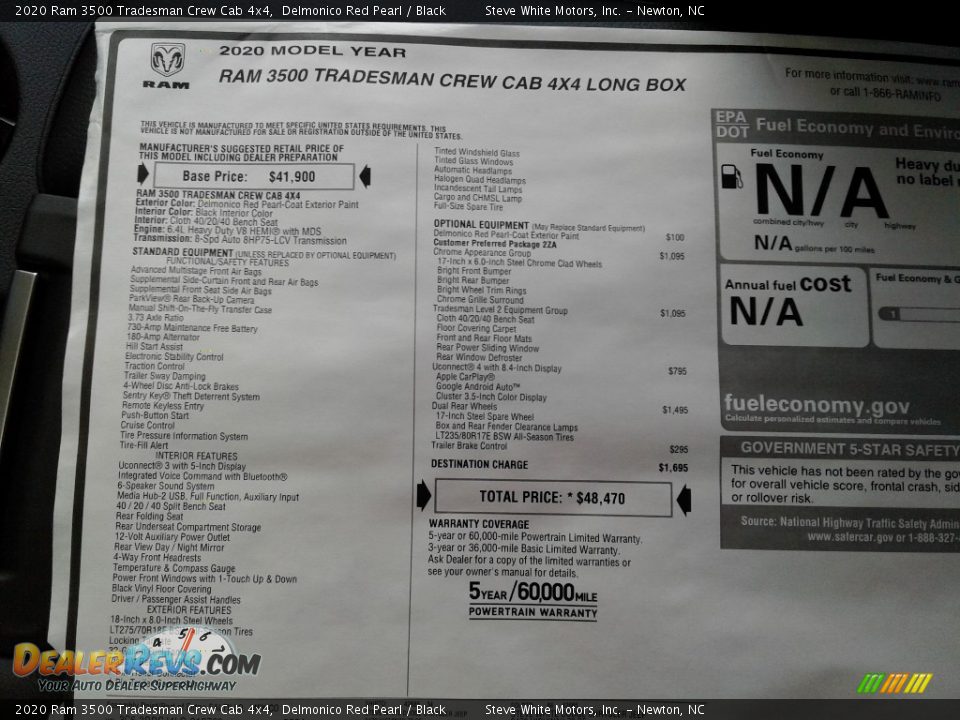 2020 Ram 3500 Tradesman Crew Cab 4x4, Delmonico Red Pearl / Black Steve White Motors, Inc. – Newton, NC
RAM
2020 MODEL YEAR
RAM 3500 TRADESMAN CREW CAB 4X4 LONG BOX
For more information visit: www.ram
or call 1-866-RAMINFO
THIS VEHICLE IS MANUFACTURED TO MEET SPECIFIC UNITED STATES REQUIREMENTS. THIS
VEHICLE IS NOT MANUFACTURED FOR SALE OR REGISTRATION OUTSIDE OF THE UNITED STATES.
MANUFACTURER'S SUGGESTED RETAIL PRICE OF
THIS MODEL INCLUDING DEALER PREPARATION
Base Price: $41,900
RAM 3500 TRADESMAN CREW CAB 4X4
Exterior Color: Delmonico Red Pearl-Coat Exterior Paint
Interior Color: Black Interior Color
Interior: Cloth 40/20/40 Bench Seat
Engine: 6.4L Heavy Duty V8 HEMI® with MDS
Transmission: 8-Spd Auto 8HP75-LCV Transmission
STANDARD EQUIPMENT (UNLESS REPLACED BY OPTIONAL EQUIPMENT)
FUNCTIONAL/SAFETY FEATURES
Advanced Multistage Front Air Bags
Supplemental Side-Curtain Front and Rear Air Bags
Supplemental Front Seat Side Air Bags
ParkView® Rear Back-Up Camera
Manual Shift-On-The-Fly Transfer Case
3.73 Axle Ratio
730-Amp Maintenance Free Battery
180-Amp Alternator
Hill Start Assist
Electronic Stability Control
Traction Control
Trailer Sway Damping
4-Wheel Disc Anti-Lock Brakes
Sentry Key® Theft Deterrent System
Remote Keyless Entry
Push-Button Start
Cruise Control
Tire Pressure Information System
Tire-Fill Alert
INTERIOR FEATURES
Uconnect® 3 with 5-Inch Display
Integrated Voice Command with Bluetooth®
6-Speaker Sound System
Media Hub-2 USB, Full Function, Auxiliary Input
40 / 20 / 40 Split Bench Seat
Rear Folding Seat
Rear Underseat Compartment Storage
12-Volt Auxiliary Power Outlet
Rear View Day / Night Mirror
4-Way Front Headrests
Temperature & Compass Gauge
Power Front Windows with 1-Touch Up & Down
Black Vinyl Floor Covering
Driver / Passenger Assist Handles
EXTERIOR FEATURES
18-Inch x 8.0-Inch Steel Wheels
LT275/70R18E Season Tires
Locking
Tinted Windshield Glass
Tinted Glass Windows
Automatic Headlamps
Halogen Quad Headlamps
Incandescent Tail Lamps
Cargo and CHMSL Lamp
Full-Size Spare Tire
OPTIONAL EQUIPMENT (May Replace Standard Equipment)
Delmonico Red Pearl-Coat Exterior Paint $100
Customer Preferred Package 2ZA
Chrome Appearance Group $1,095
17-Inch x 6.0-Inch Steel Chrome Clad Wheels
Bright Front Bumper
Bright Rear Bumper
Bright Wheel Trim Rings
Chrome Grille Surround
Tradesman Level 2 Equipment Group $1,095
Cloth 40/20/40 Bench Seat
Floor Covering Carpet
Front and Rear Floor Mats
Rear Power Sliding Window
Rear Window Defroster
Uconnect® 4 with 8.4-Inch Display $795
Apple CarPlay®
Google Android Auto™
Cluster 3.5-Inch Color Display
Dual Rear Wheels $1,495
17-Inch Steel Spare Wheel
Box and Rear Fender Clearance Lamps
LT235/80R17E BSW All-Season Tires
Trailer Brake Control $295
DESTINATION CHARGE $1,695
TOTAL PRICE: * $48,470
WARRANTY COVERAGE
5-year or 60,000-mile Powertrain Limited Warranty.
3-year or 36,000-mile Basic Limited Warranty.
Ask Dealer for a copy of the limited warranties or
see your owner's manual for details.
5 YEAR/60,000 MILE
POWERTRAIN WARRANTY
EPA
DOT
Fuel Economy and Enviro
Fuel Economy
N/A
Heavy du
no label
combined city/hwy city highway
N/A gallons per 100 miles
Annual fuel cost
N/A
Fuel Economy & G
1
fueleconomy.gov
Calculate personalized estimates and compare vehicles
GOVERNMENT 5-STAR SAFETY
This vehicle has not been rated by the gov
for overall vehicle score, frontal crash, sid
or rollover risk.
Source: National Highway Traffic Safety Admin
www.safercar.gov or 1-888-327-
4 5 6
DEALERREVS.COM
YOUR AUTO DEALER SUPERHIGHWAY
2020 Ram 3500 Tradesman Crew Cab 4x4, Delmonico Red Pearl / Black Steve White Motors, Inc. – Newton, NC